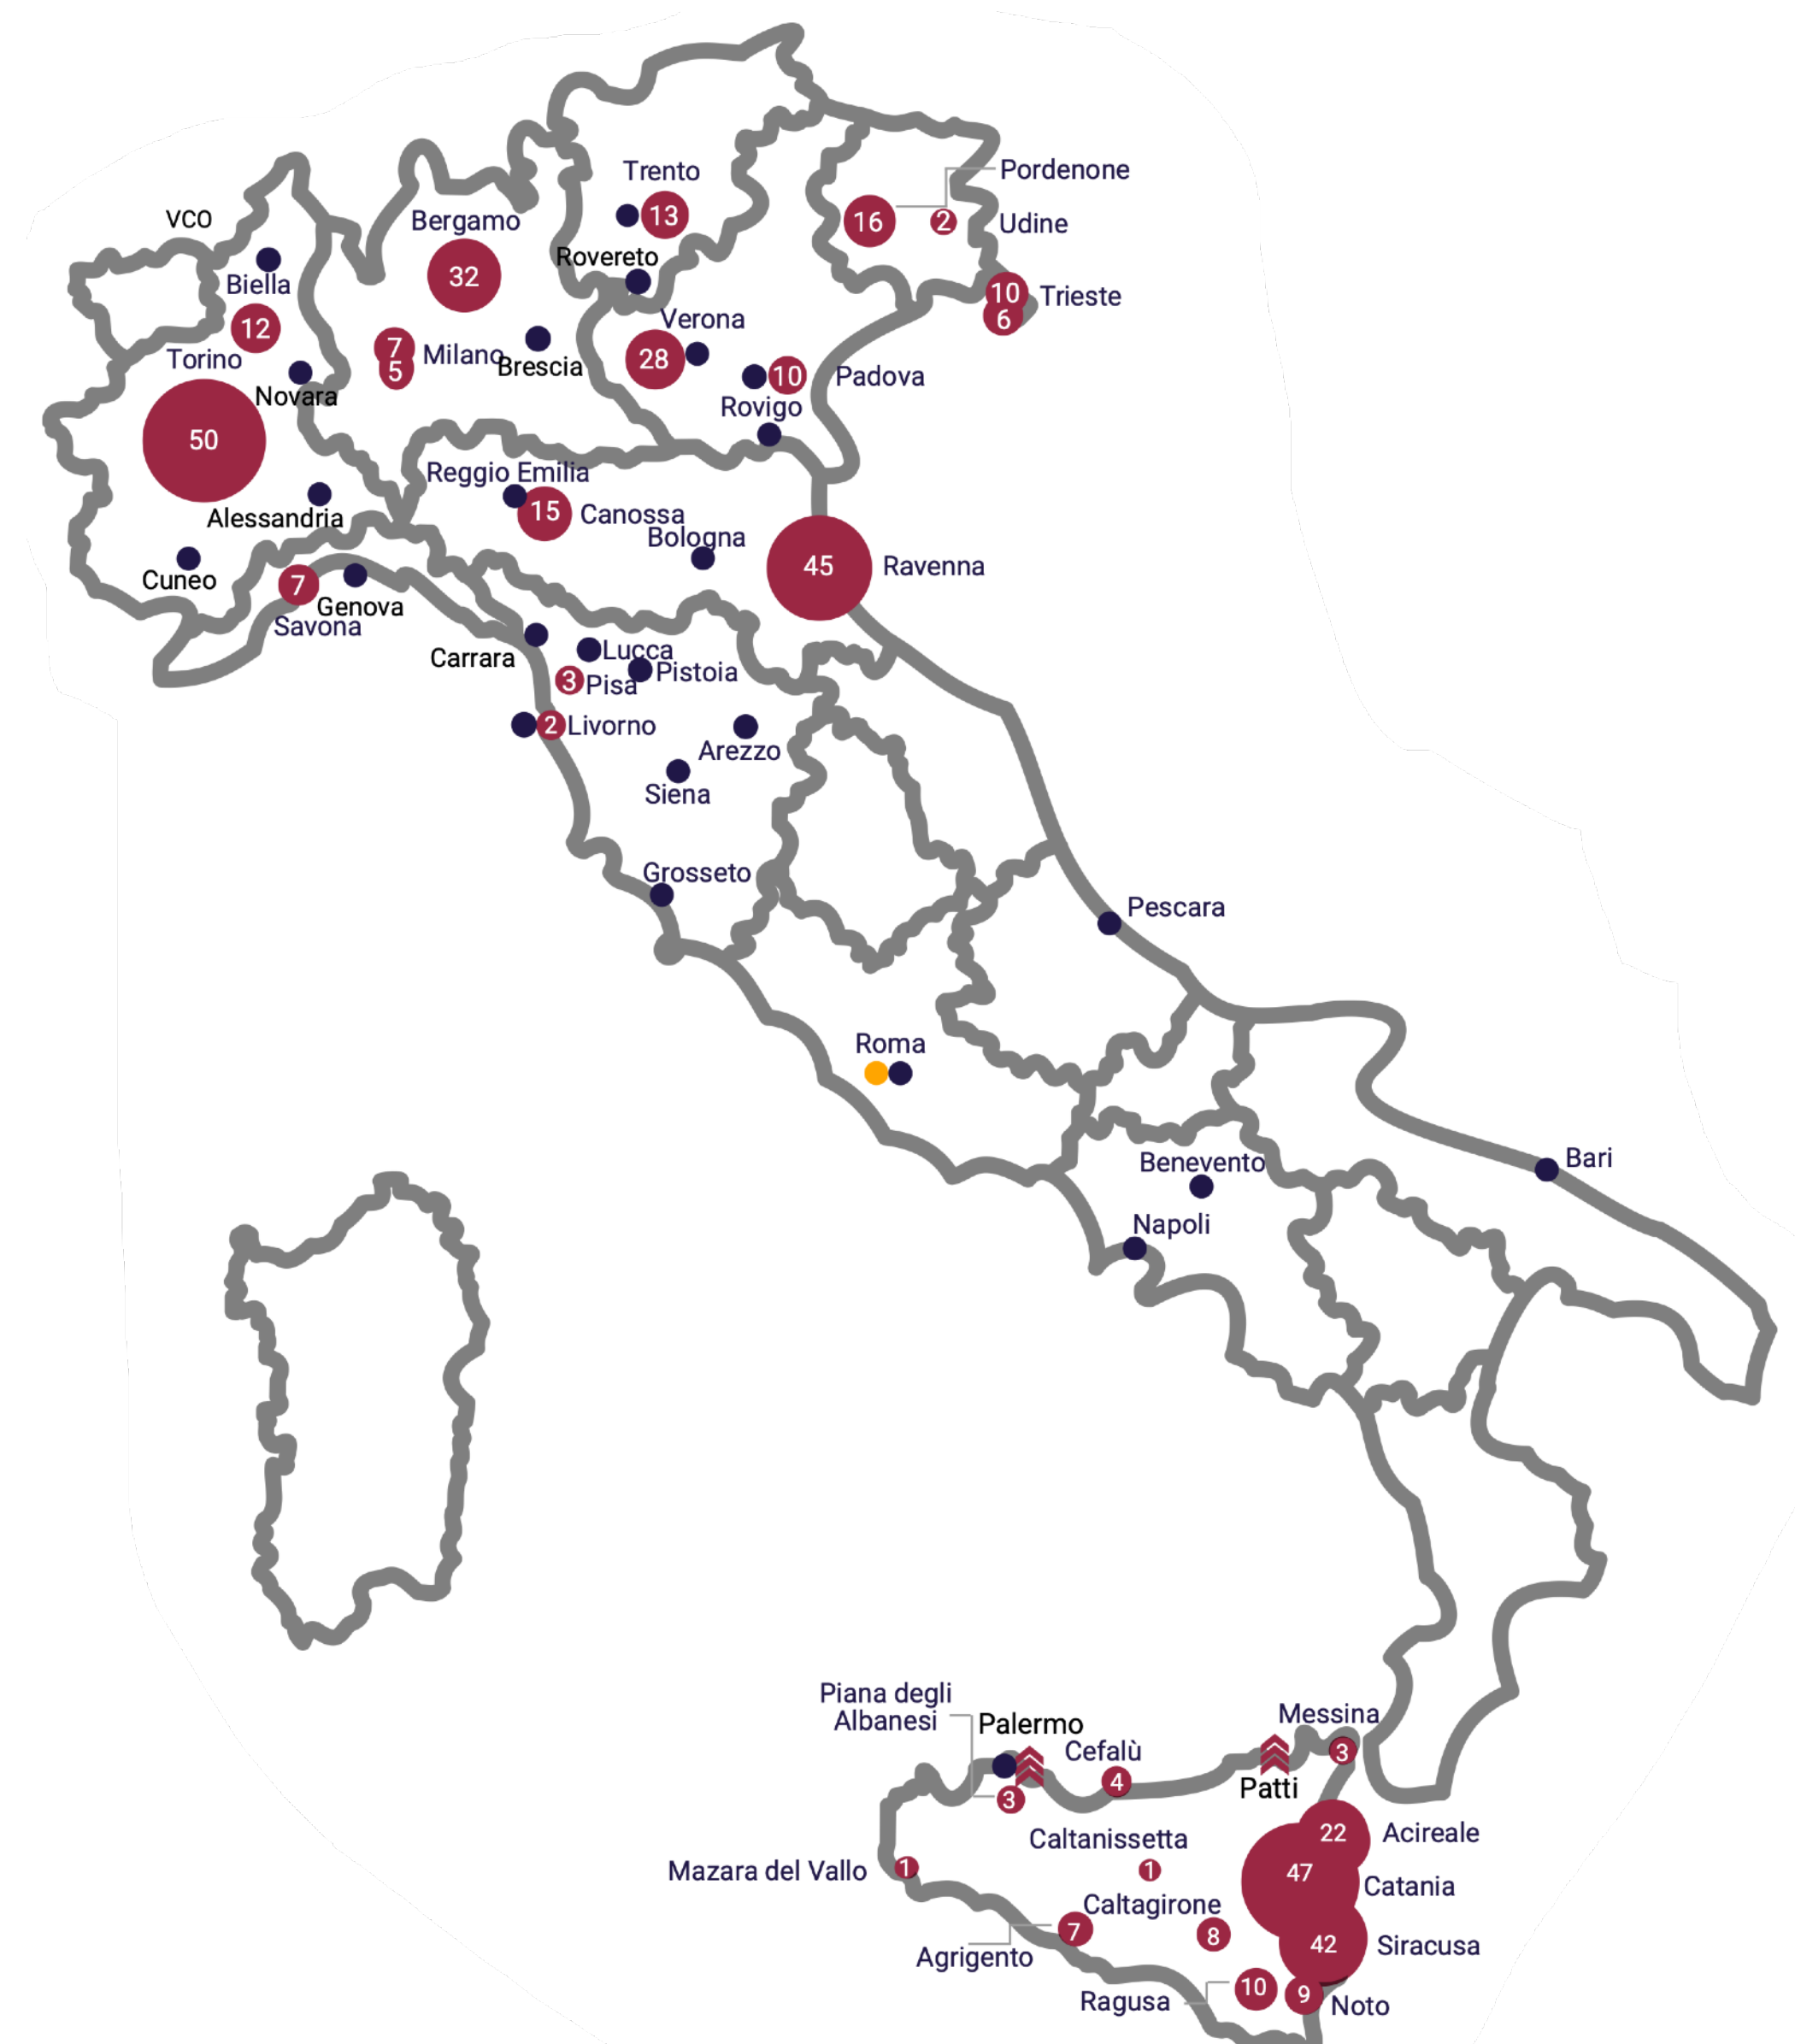 Trento
13
Pordenone
16
2
Udine
VCO
Bergamo
32
Rovereto
Biella
12
10
Trieste
6
Verona
28
Torino
7
Milano
5
Brescia
10
Padova
Novara
Rovigo
50
Reggio Emilia
15
Canossa
Alessandria
Bologna
45
Ravenna
Cuneo
7
Genova
Savona
Carrara
Lucca
Pistoia
3
Pisa
2
Livorno
Arezzo
Siena
Grosseto
Pescara
Roma
Benevento
Bari
Napoli
Piana degli
Albanesi
Palermo
Messina
3
Cefalù
4
Patti
3
22
Acireale
Caltanissetta
1
Mazara del Vallo
1
47
Catania
Caltagirone
7
8
42
Siracusa
Agrigento
10
9
Ragusa
Noto